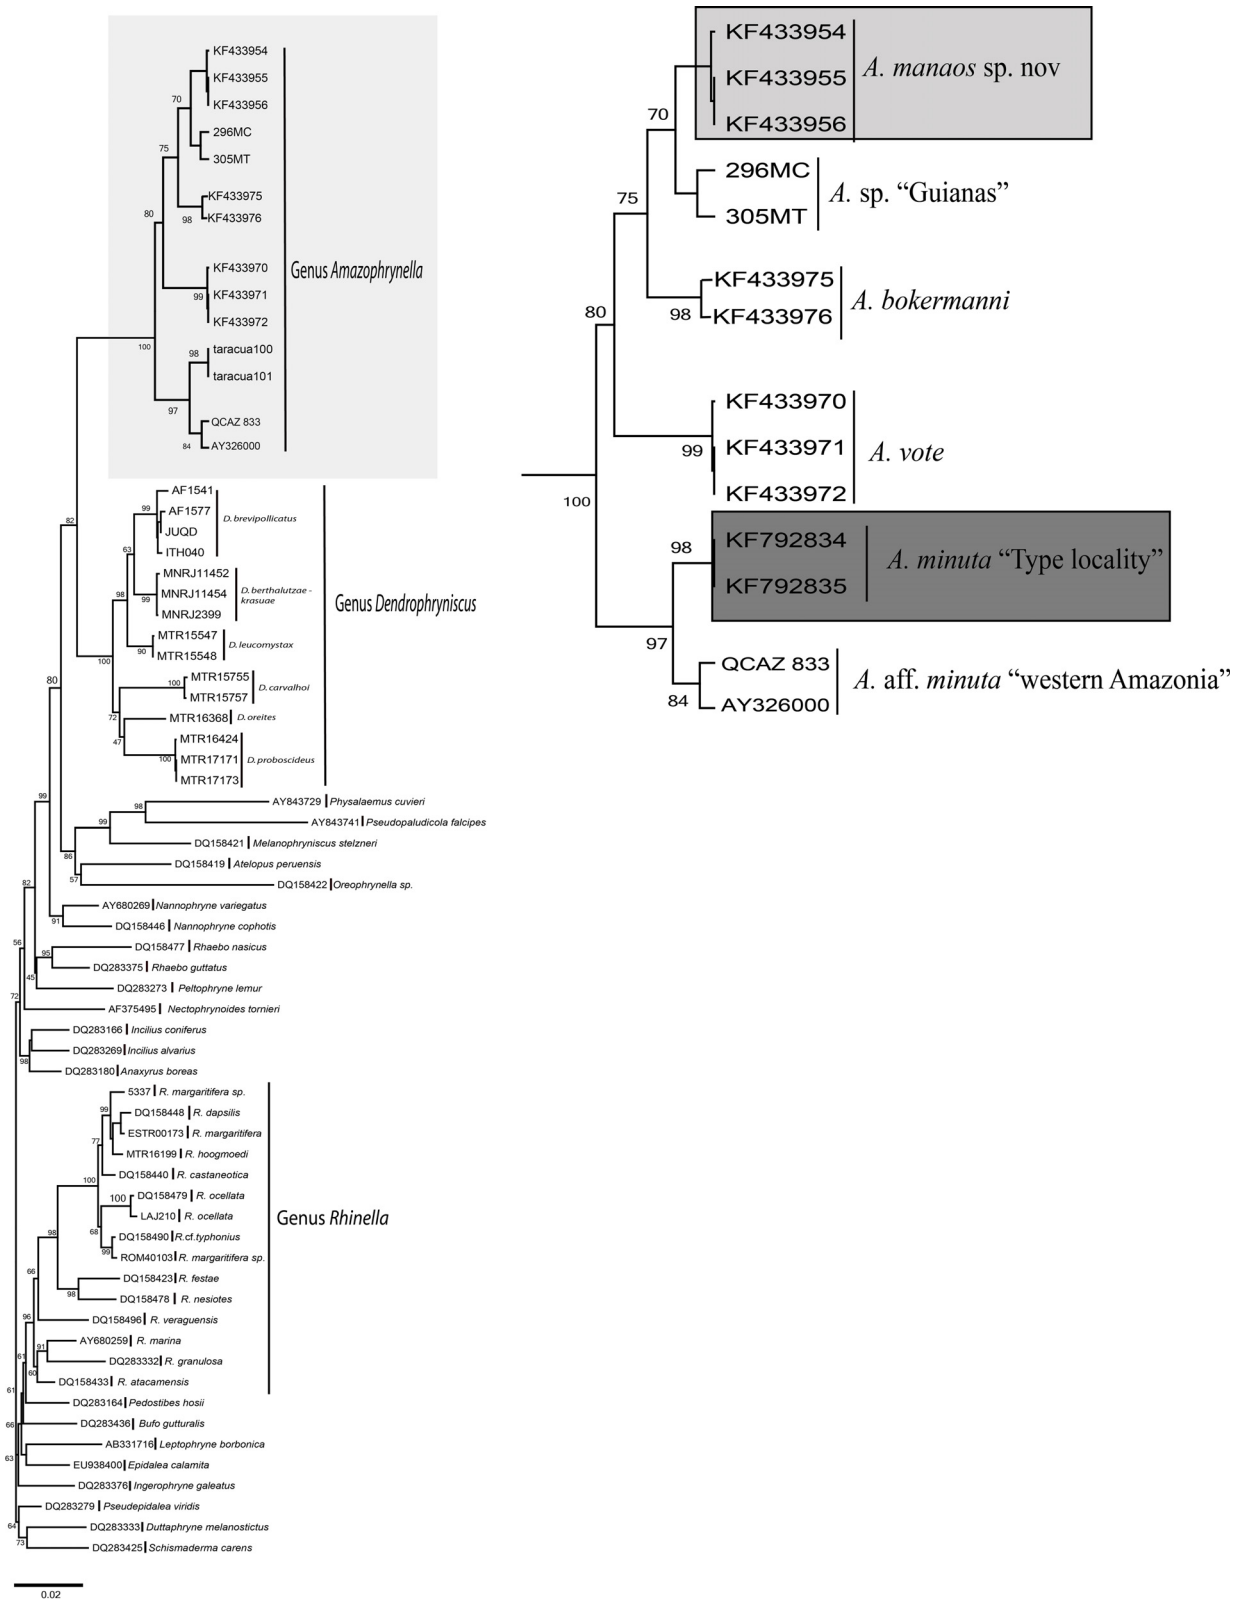 KF433954
70
KF433955
KF433956
296MC
75
305MT
KF433975
98
KF433976
80
KF433970
99
KF433971
KF433972
Genus Amazophrynella
100
taracua100
98
taracua101
97
QCAZ 833
84
AY326000
82
AF1541
99
AF1577
JUQD
ITH040
D. brevipollicatus
63
MNRJ11452
MNRJ11454
99
MNRJ2399
D. berthalutzae -
krasuae
98
MTR15547
90
MTR15548
D. leucomystax
100
MTR15755
100
MTR15757
D. carvalhoi
72
MTR16368
D. oreites
47
MTR16424
100
MTR17171
MTR17173
D. proboscideus
Genus Dendrophryniscus
80
99
AY843729 Physalaemus cuvieri
98
AY843741 Pseudopaludicola falcipes
99
DQ158421 Melanophryniscus stelzneri
86
DQ158419 Atelopus peruensis
57
DQ158422 Oreophrynella sp.
82
AY680269 Nannophryne variegatus
91
DQ158446 Nannophryne cophotis
56
DQ158477 Rhaebo nasicus
95
DQ283375 Rhaebo guttatus
45
DQ283273 Peltophryne lemur
72
AF375495 Nectophrynoides tornieri
DQ283166 Incilius coniferus
DQ283269 Incilius alvarius
98
DQ283180 Anaxyrus boreas
5337 R. margaritifera sp.
99
DQ158448 R. dapsilis
ESTR00173 R. margaritifera
77
MTR16199 R. hoogmoedi
DQ158440 R. castaneotica
100
100
DQ158479 R. ocellata
LAJ210 R. ocellata
68
DQ158490 R.cf.typhonius
99
ROM40103 R. margaritifera sp.
98
DQ158423 R. festae
98
DQ158478 R. nesiotes
66
DQ158496 R. veraguensis
96
AY680259 R. marina
91
DQ283332 R. granulosa
60
DQ158433 R. atacamensis
Genus Rhinella
61
DQ283164 Pedostibes hosii
61
DQ283436 Bufo gutturalis
66
AB331716 Leptophryne borbonica
63
EU938400 Epidalea calamita
DQ283376 Ingerophryne galeatus
DQ283279 Pseudepidalea viridis
64
DQ283333 Duttaphryne melanostictus
73
DQ283425 Schismaderma carens
0.02
KF433954
KF433955
KF433956
A. manaos sp. nov
70
296MC
305MT
A. sp. “Guianas”
75
KF433975
98
KF433976
A. bokermanni
80
KF433970
99
KF433971
KF433972
A. vote
100
98
KF792834
KF792835
A. minuta “Type locality”
97
QCAZ 833
84
AY326000
A. aff. minuta “western Amazonia”